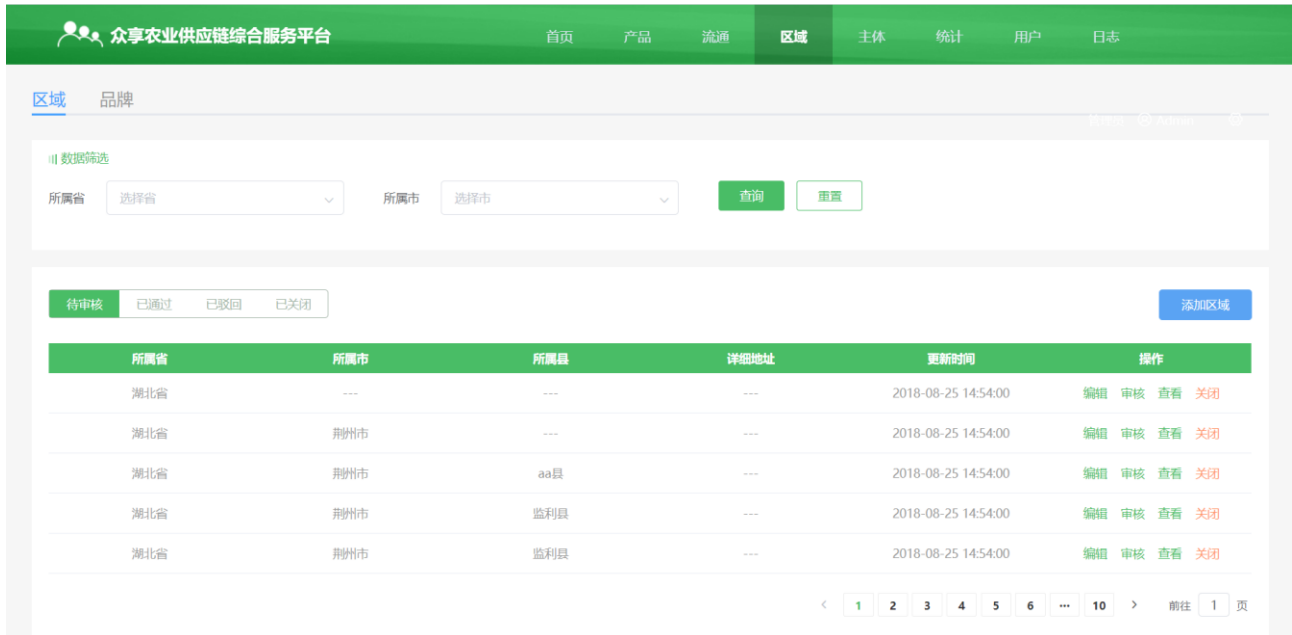 众享农业供应链综合服务平台 首页 产品 流通 区域 主体 统计 用户 日志
区域 品牌
Admin
数据筛选
所属省 选择省 所属市 选择市 查询 重置
待审核 已通过 已驳回 已关闭 添加区域
所属省 所属市 所属县 详细地址 更新时间 操作
湖北省 --- --- --- 2018-08-25 14:54:00 编辑 审核 查看 关闭
湖北省 荆州市 --- --- 2018-08-25 14:54:00 编辑 审核 查看 关闭
湖北省 荆州市 aa县 --- 2018-08-25 14:54:00 编辑 审核 查看 关闭
湖北省 荆州市 监利县 --- 2018-08-25 14:54:00 编辑 审核 查看 关闭
湖北省 荆州市 监利县 --- 2018-08-25 14:54:00 编辑 审核 查看 关闭
< 1 2 3 4 5 6 ··· 10 > 前往 1 页